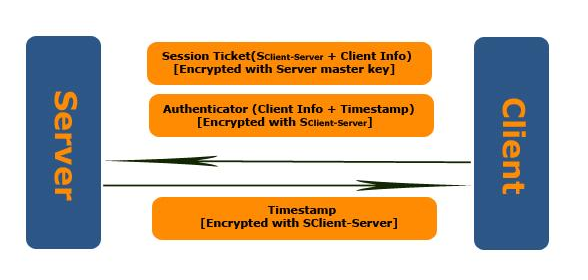 Session Ticket(SClient-Server + Client Info)
[Encrypted with Server master key]
Authenticator (Client Info + Timestamp)
[Encrypted with SClient-Server]
Server
Client
Timestamp
[Encrypted with SClient-Server]